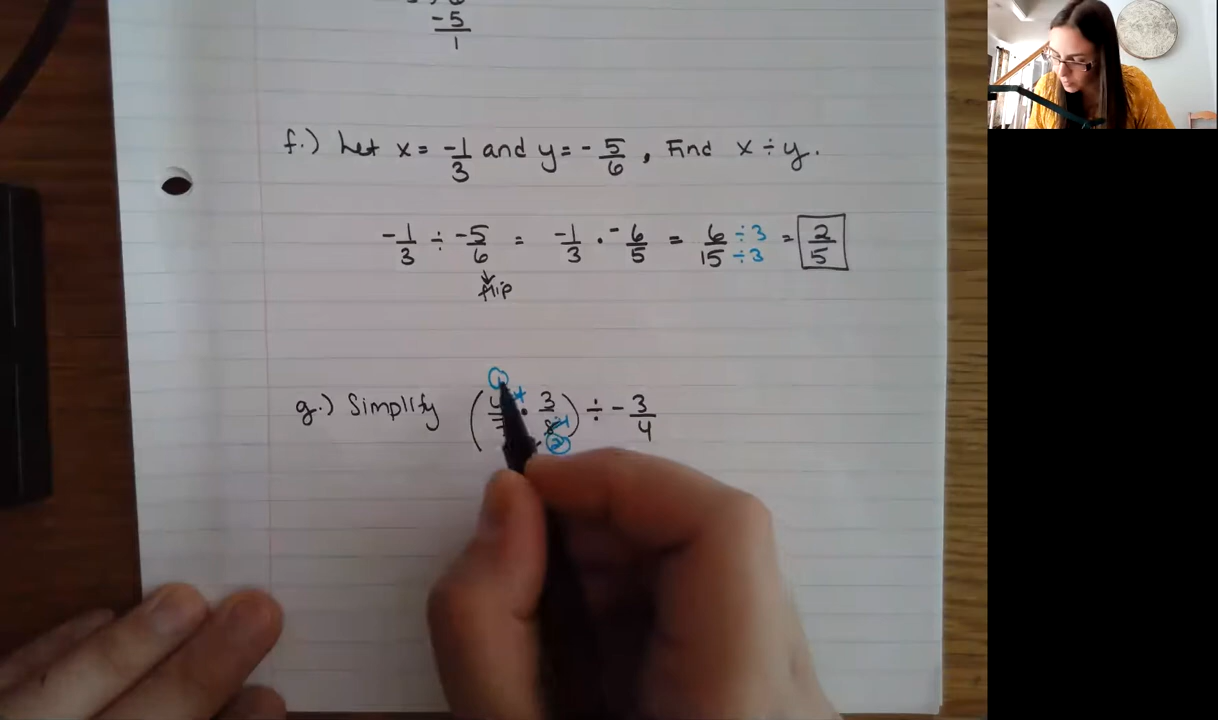 -5
1
f.) Let x = -1/3 and y = - 5/6 , Find x ÷ y.
-1/3 ÷ -5/6 = -1/3 · -6/5 = 6/15 ÷3/÷3 = 2/5
flip
g.) Simplify ( · 3/8 ) ÷ - 3/4